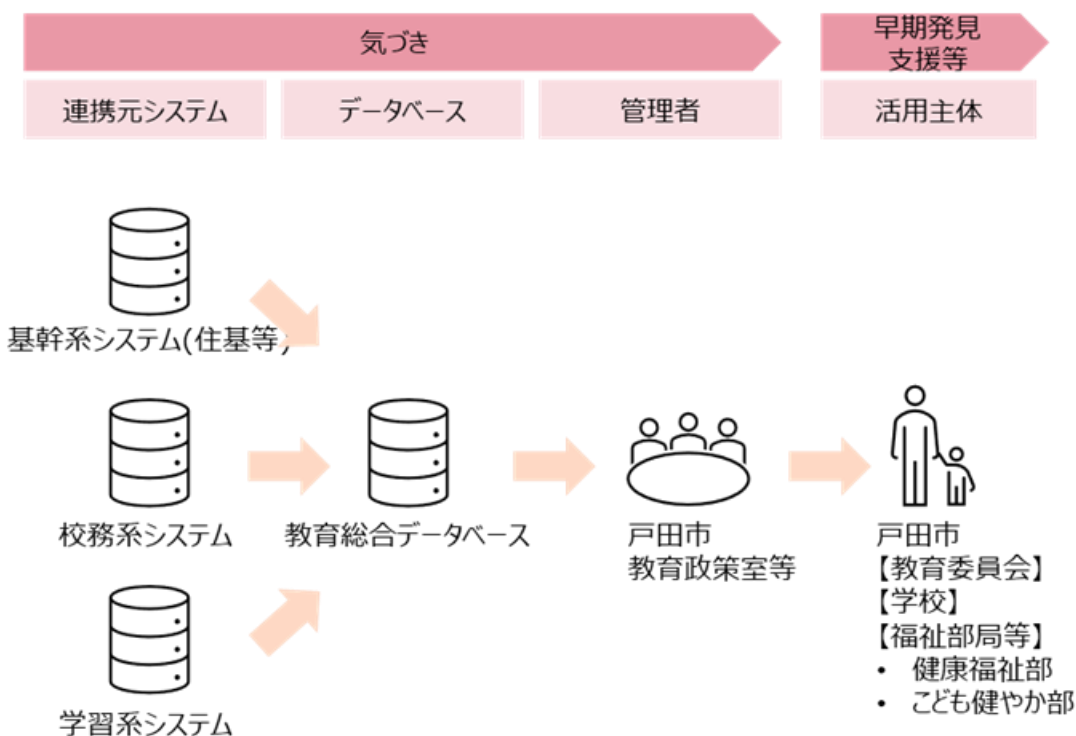 気づき
早期発見
支援等
連携元システム
データベース
管理者
活用主体
基幹系システム(住基等)
校務系システム
教育総合データベース
戸田市
教育政策室等
戸田市
【教育委員会】
【学校】
【福祉部局等】
• 健康福祉部
• こども健やか部
学習系システム